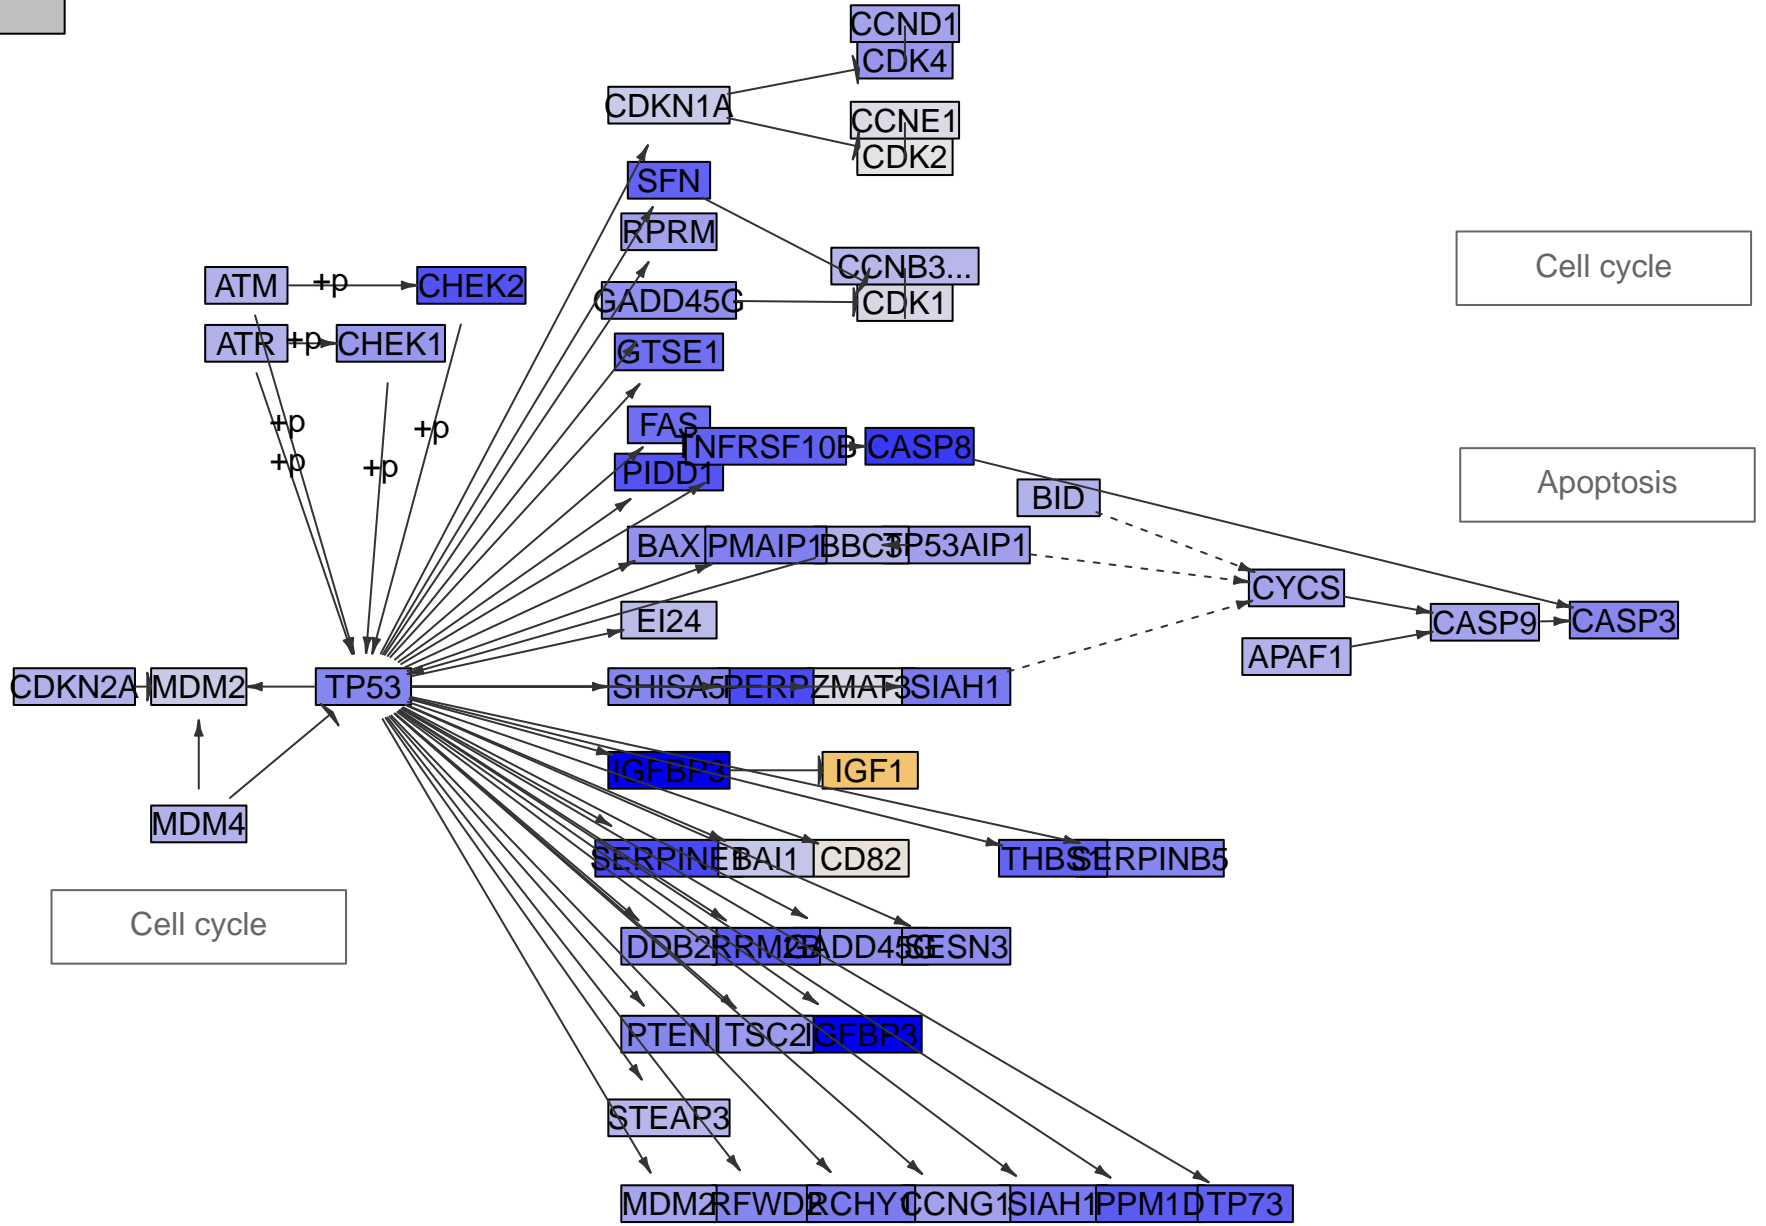 CCND1
CDK4
CDKN1A
CCNE1
CDK2
SFN
RPRM
Cell cycle
CCNB3...
ATM
+p
CHEK2
GADD45G
CDK1
ATR
+p
CHEK1
GTSE1
FAS
+p
+p
TNFRSF10B
CASP8
+p
+p
PIDD1
Apoptosis
BID
BAX
PMAIP1
BBC3
TP53AIP1
CYCS
EI24
CASP9
CASP3
APAF1
CDKN2A
MDM2
TP53
SHISA5
PERP
ZMAT3
SIAH1
IGFBP3
IGF1
MDM4
SERPINE1
BAI1
CD82
THBS1
SERPINB5
Cell cycle
DDB2
RRM2B
GADD45G
SESN3
PTEN
TSC2
IGFBP3
STEAP3
MDM2
RFWD2
RCHY1
CCNG1
SIAH1
PPM1D
TP73